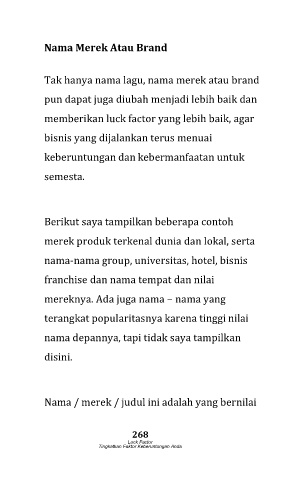 Nama Merek Atau Brand
Tak hanya nama lagu, nama merek atau brand
pun dapat juga diubah menjadi lebih baik dan
memberikan luck factor yang lebih baik, agar
bisnis yang dijalankan terus menuai
keberuntungan dan kebermanfaatan untuk
semesta.
Berikut saya tampilkan beberapa contoh
merek produk terkenal dunia dan lokal, serta
nama-nama group, universitas, hotel, bisnis
franchise dan nama tempat dan nilai
mereknya. Ada juga nama – nama yang
terangkat popularitasnya karena tinggi nilai
nama depannya, tapi tidak saya tampilkan
disini.
Nama / merek / judul ini adalah yang bernilai
268
Luck Factor
Tingkatkan Faktor Keberuntungan Anda